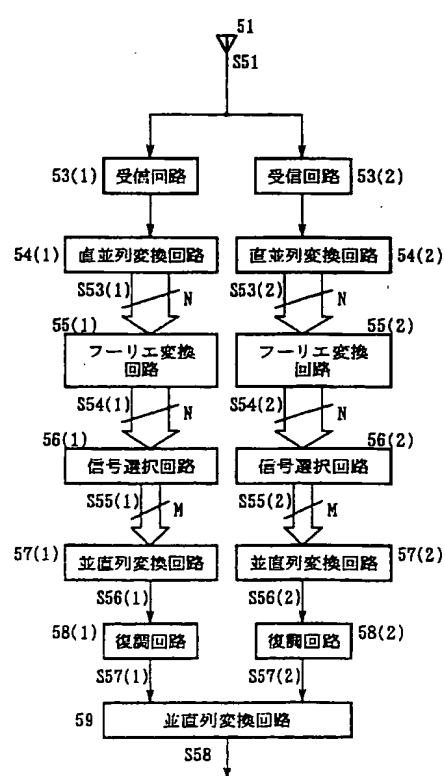 51
S51
53(1) 受信回路 受信回路 53(2)
54(1) 直並列変換回路 直並列変換回路 54(2)
S53(1) N S53(2) N
55(1) 55(2)
フーリエ変換回路 フーリエ変換回路
S54(1) N S54(2) N
56(1) 56(2)
信号選択回路 信号選択回路
S55(1) M S55(2) M
57(1) 並直列変換回路 並直列変換回路 57(2)
S56(1) S56(2)
58(1) 復調回路 復調回路 58(2)
S57(1) S57(2)
59 並直列変換回路
S58